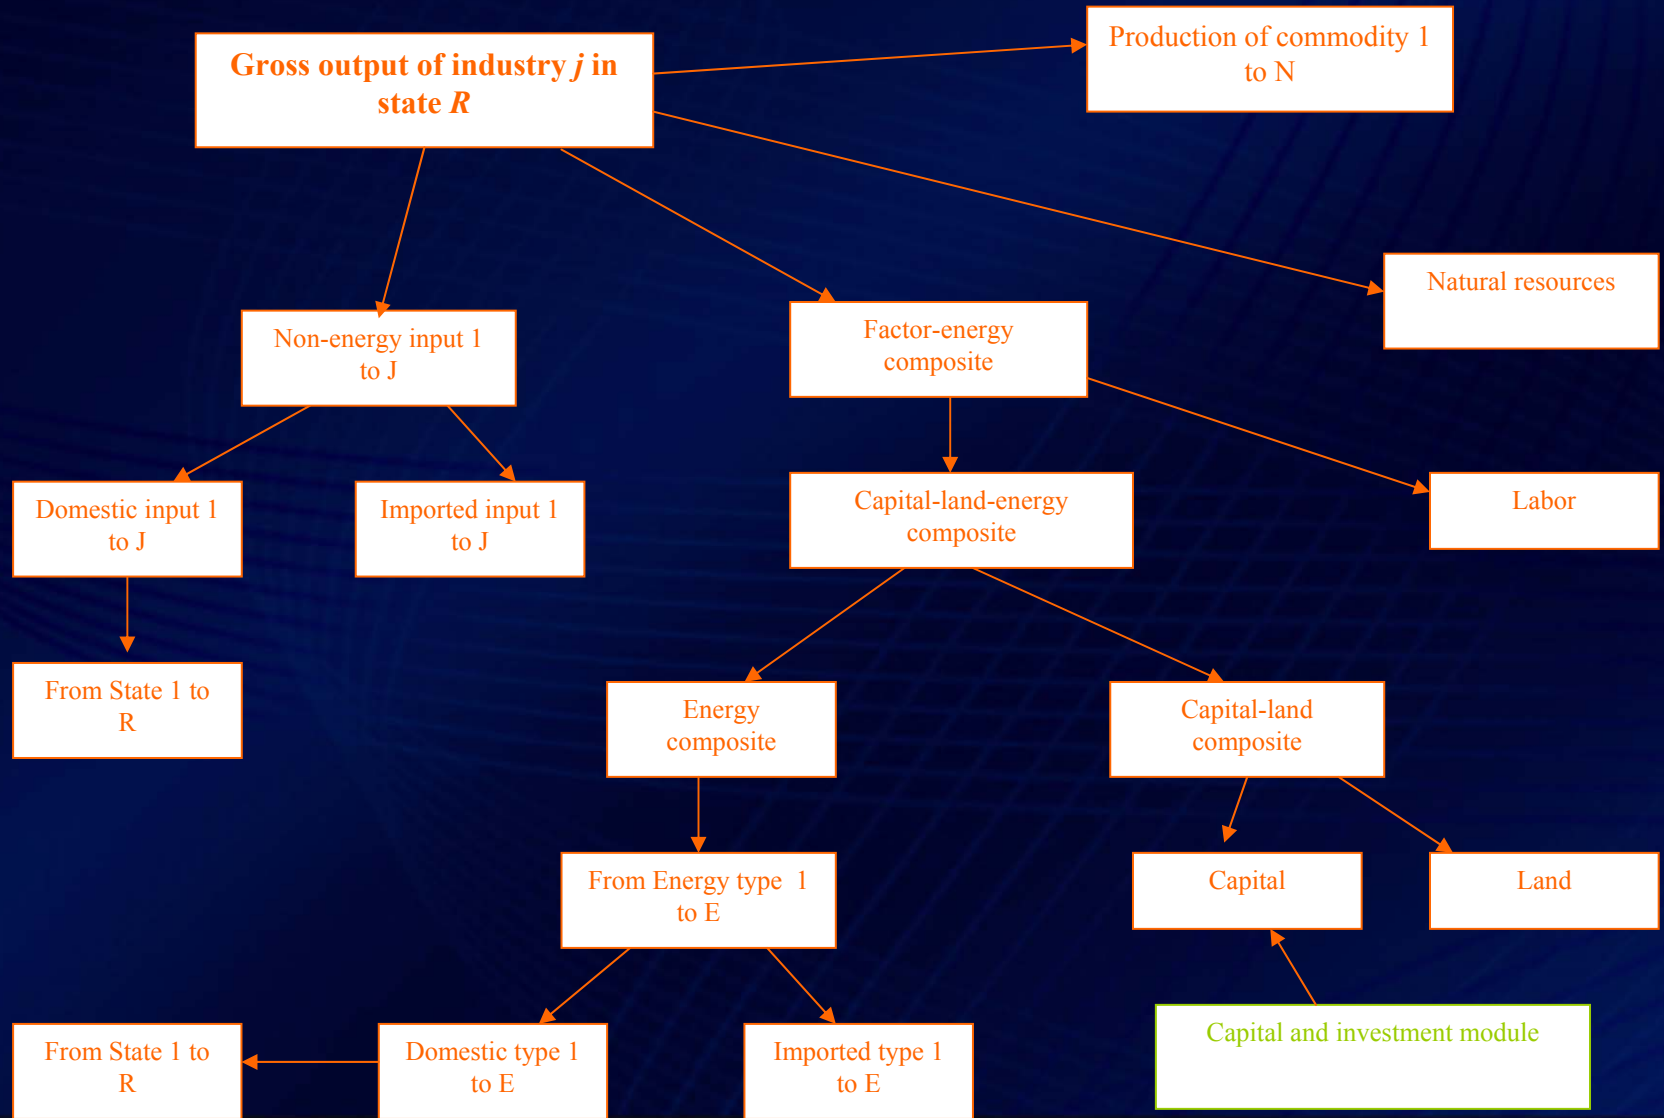 Gross output of industry j in
state R
Production of commodity 1
to N
Natural resources
Non-energy input 1
to J
Factor-energy
composite
Domestic input 1
to J
Imported input 1
to J
Capital-land-energy
composite
Labor
From State 1 to
R
Energy
composite
Capital-land
composite
From Energy type 1
to E
Capital
Land
From State 1 to
R
Domestic type 1
to E
Imported type 1
to E
Capital and investment module